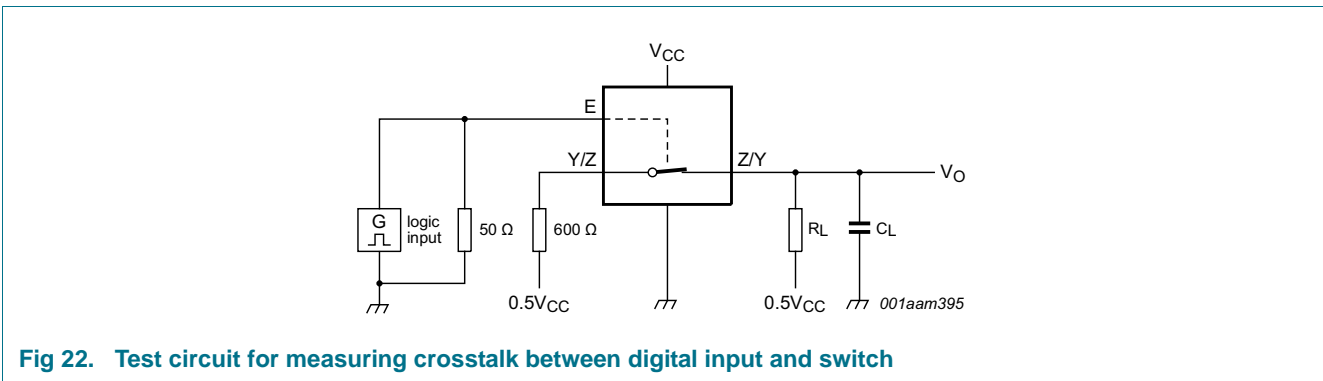 VCC
E
Y/Z
Z/Y
VO
G
logic
input
50 Ω
600 Ω
RL
CL
0.5VCC
0.5VCC
001aam395
Fig 22. Test circuit for measuring crosstalk between digital input and switch